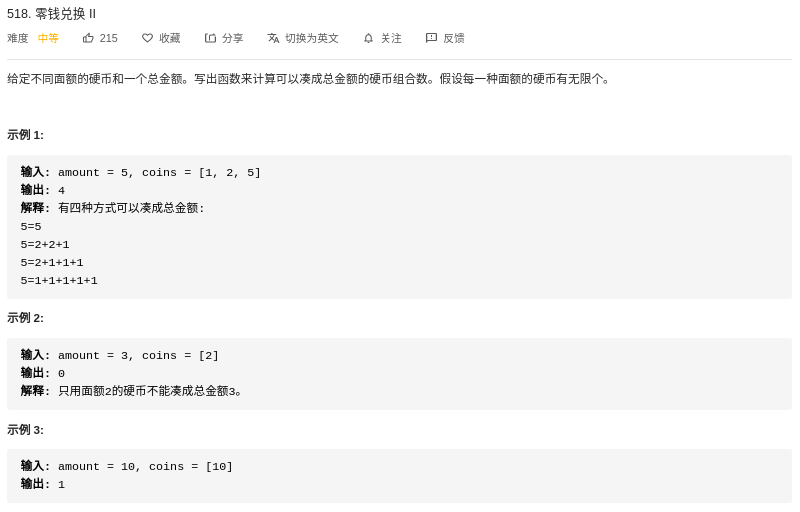 518. 零钱兑换 II
难度 中等 215 收藏 分享 切换为英文 关注 反馈
给定不同面额的硬币和一个总金额。写出函数来计算可以凑成总金额的硬币组合数。假设每一种面额的硬币有无限个。
示例 1:
输入: amount = 5, coins = [1, 2, 5]
输出: 4
解释: 有四种方式可以凑成总金额:
5=5
5=2+2+1
5=2+1+1+1
5=1+1+1+1+1
示例 2:
输入: amount = 3, coins = [2]
输出: 0
解释: 只用面额2的硬币不能凑成总金额3。
示例 3:
输入: amount = 10, coins = [10]
输出: 1